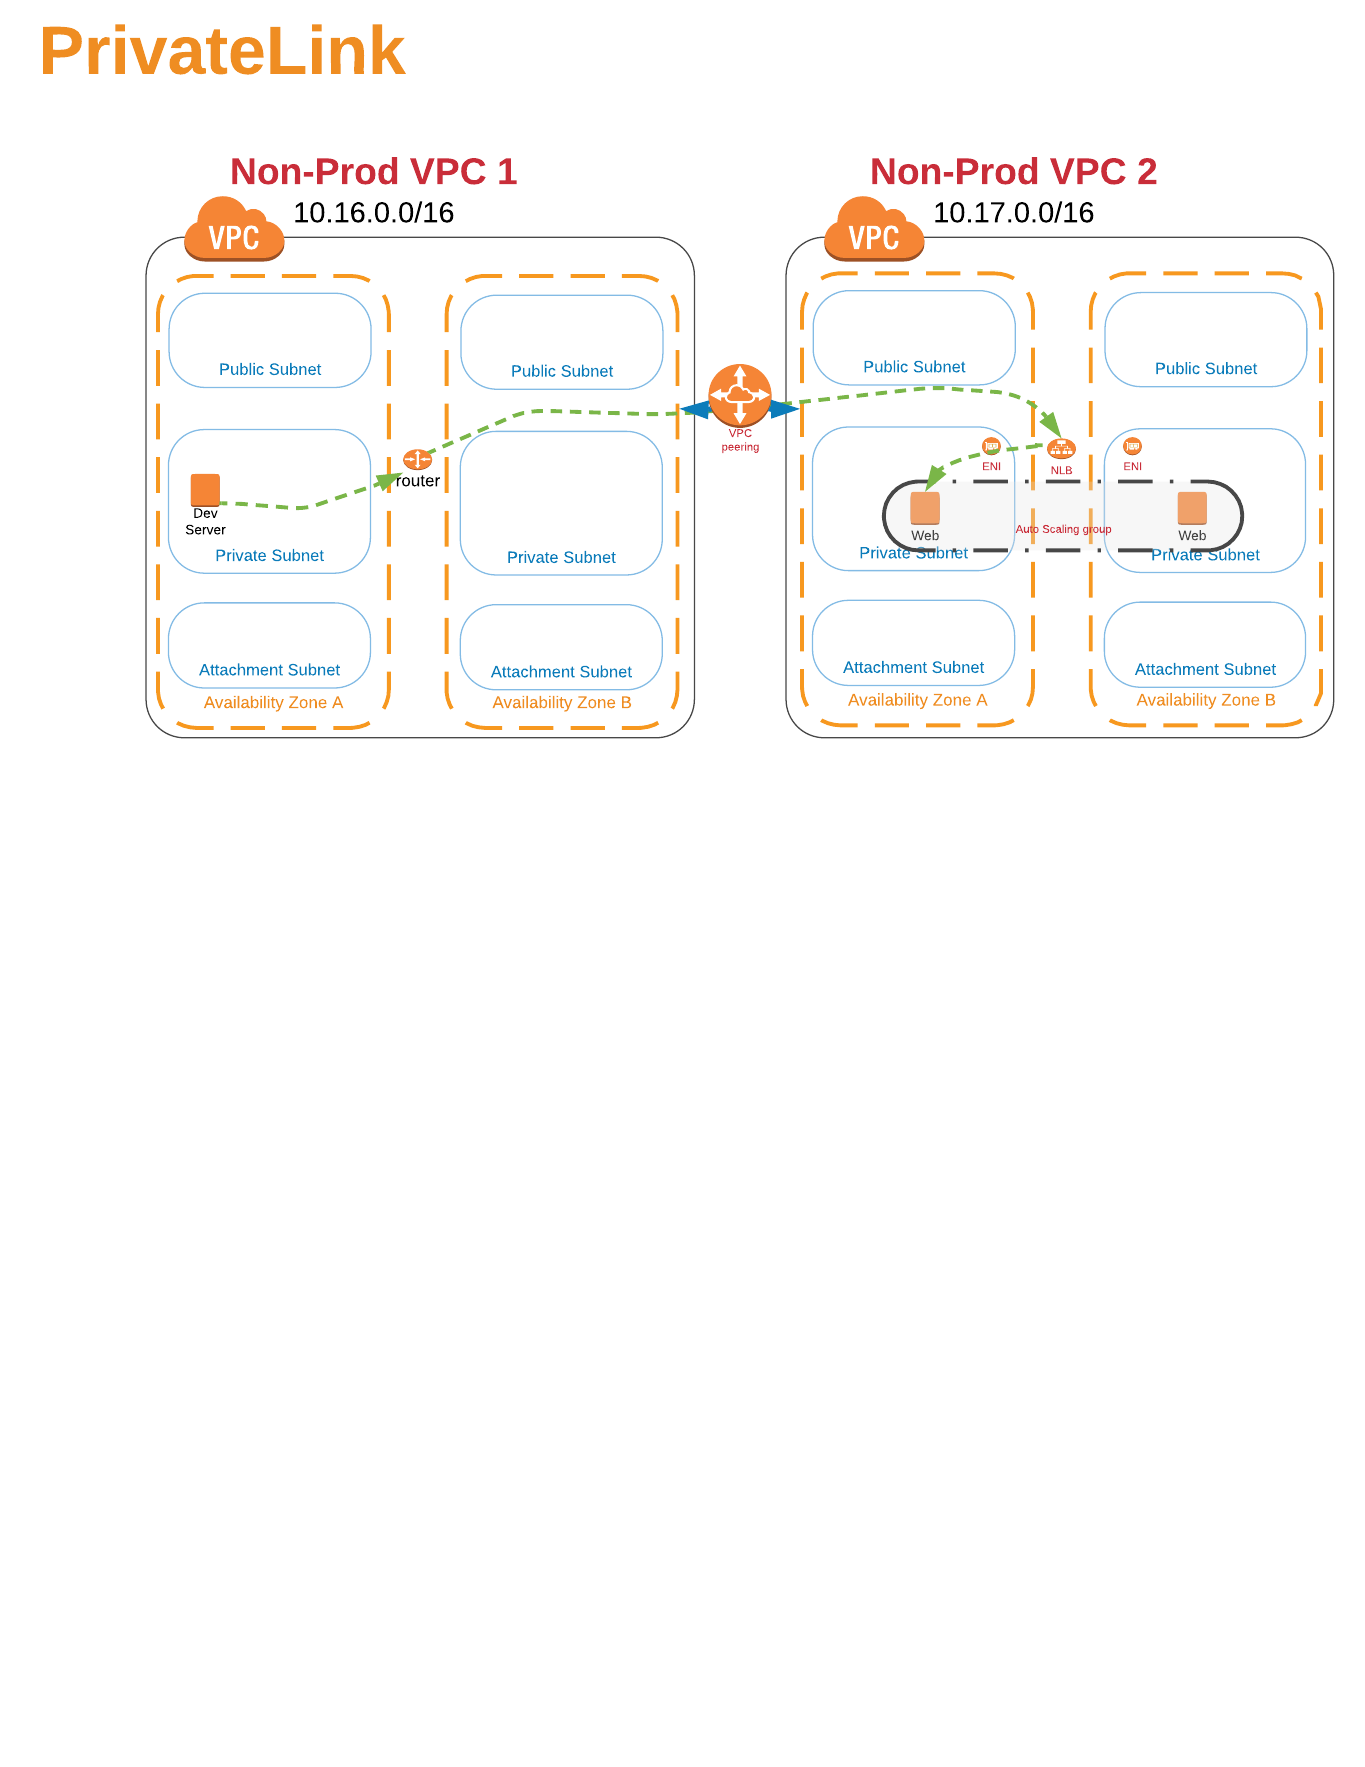 PrivateLink
Non-Prod VPC 1
10.16.0.0/16
VPC
Public Subnet
Public Subnet
router
Dev
Server
Private Subnet
Private Subnet
Attachment Subnet
Attachment Subnet
Availability Zone A
Availability Zone B
VPC
peering
Non-Prod VPC 2
10.17.0.0/16
VPC
Public Subnet
Public Subnet
ENI
NLB
ENI
Auto Scaling group
Web
Web
Private Subnet
Private Subnet
Attachment Subnet
Attachment Subnet
Availability Zone A
Availability Zone B